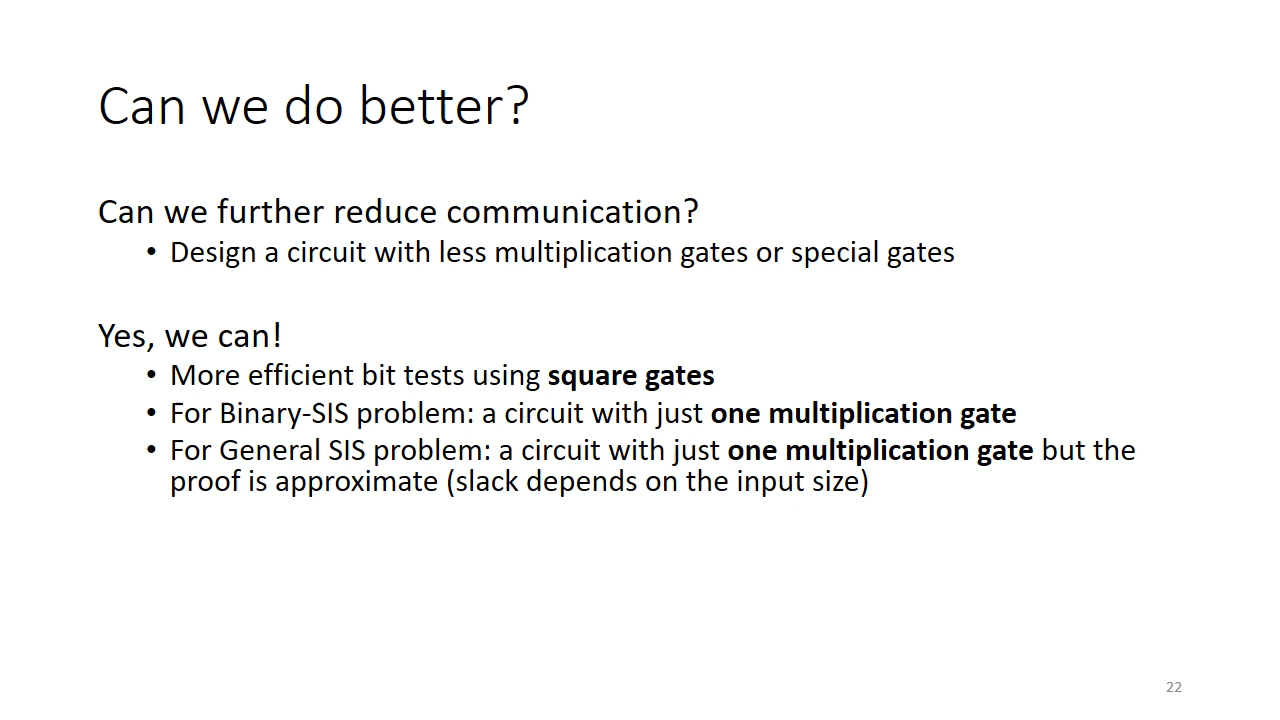 Can we do better?
Can we further reduce communication?
• Design a circuit with less multiplication gates or special gates
Yes, we can!
• More efficient bit tests using square gates
• For Binary-SIS problem: a circuit with just one multiplication gate
• For General SIS problem: a circuit with just one multiplication gate but the
proof is approximate (slack depends on the input size)
22